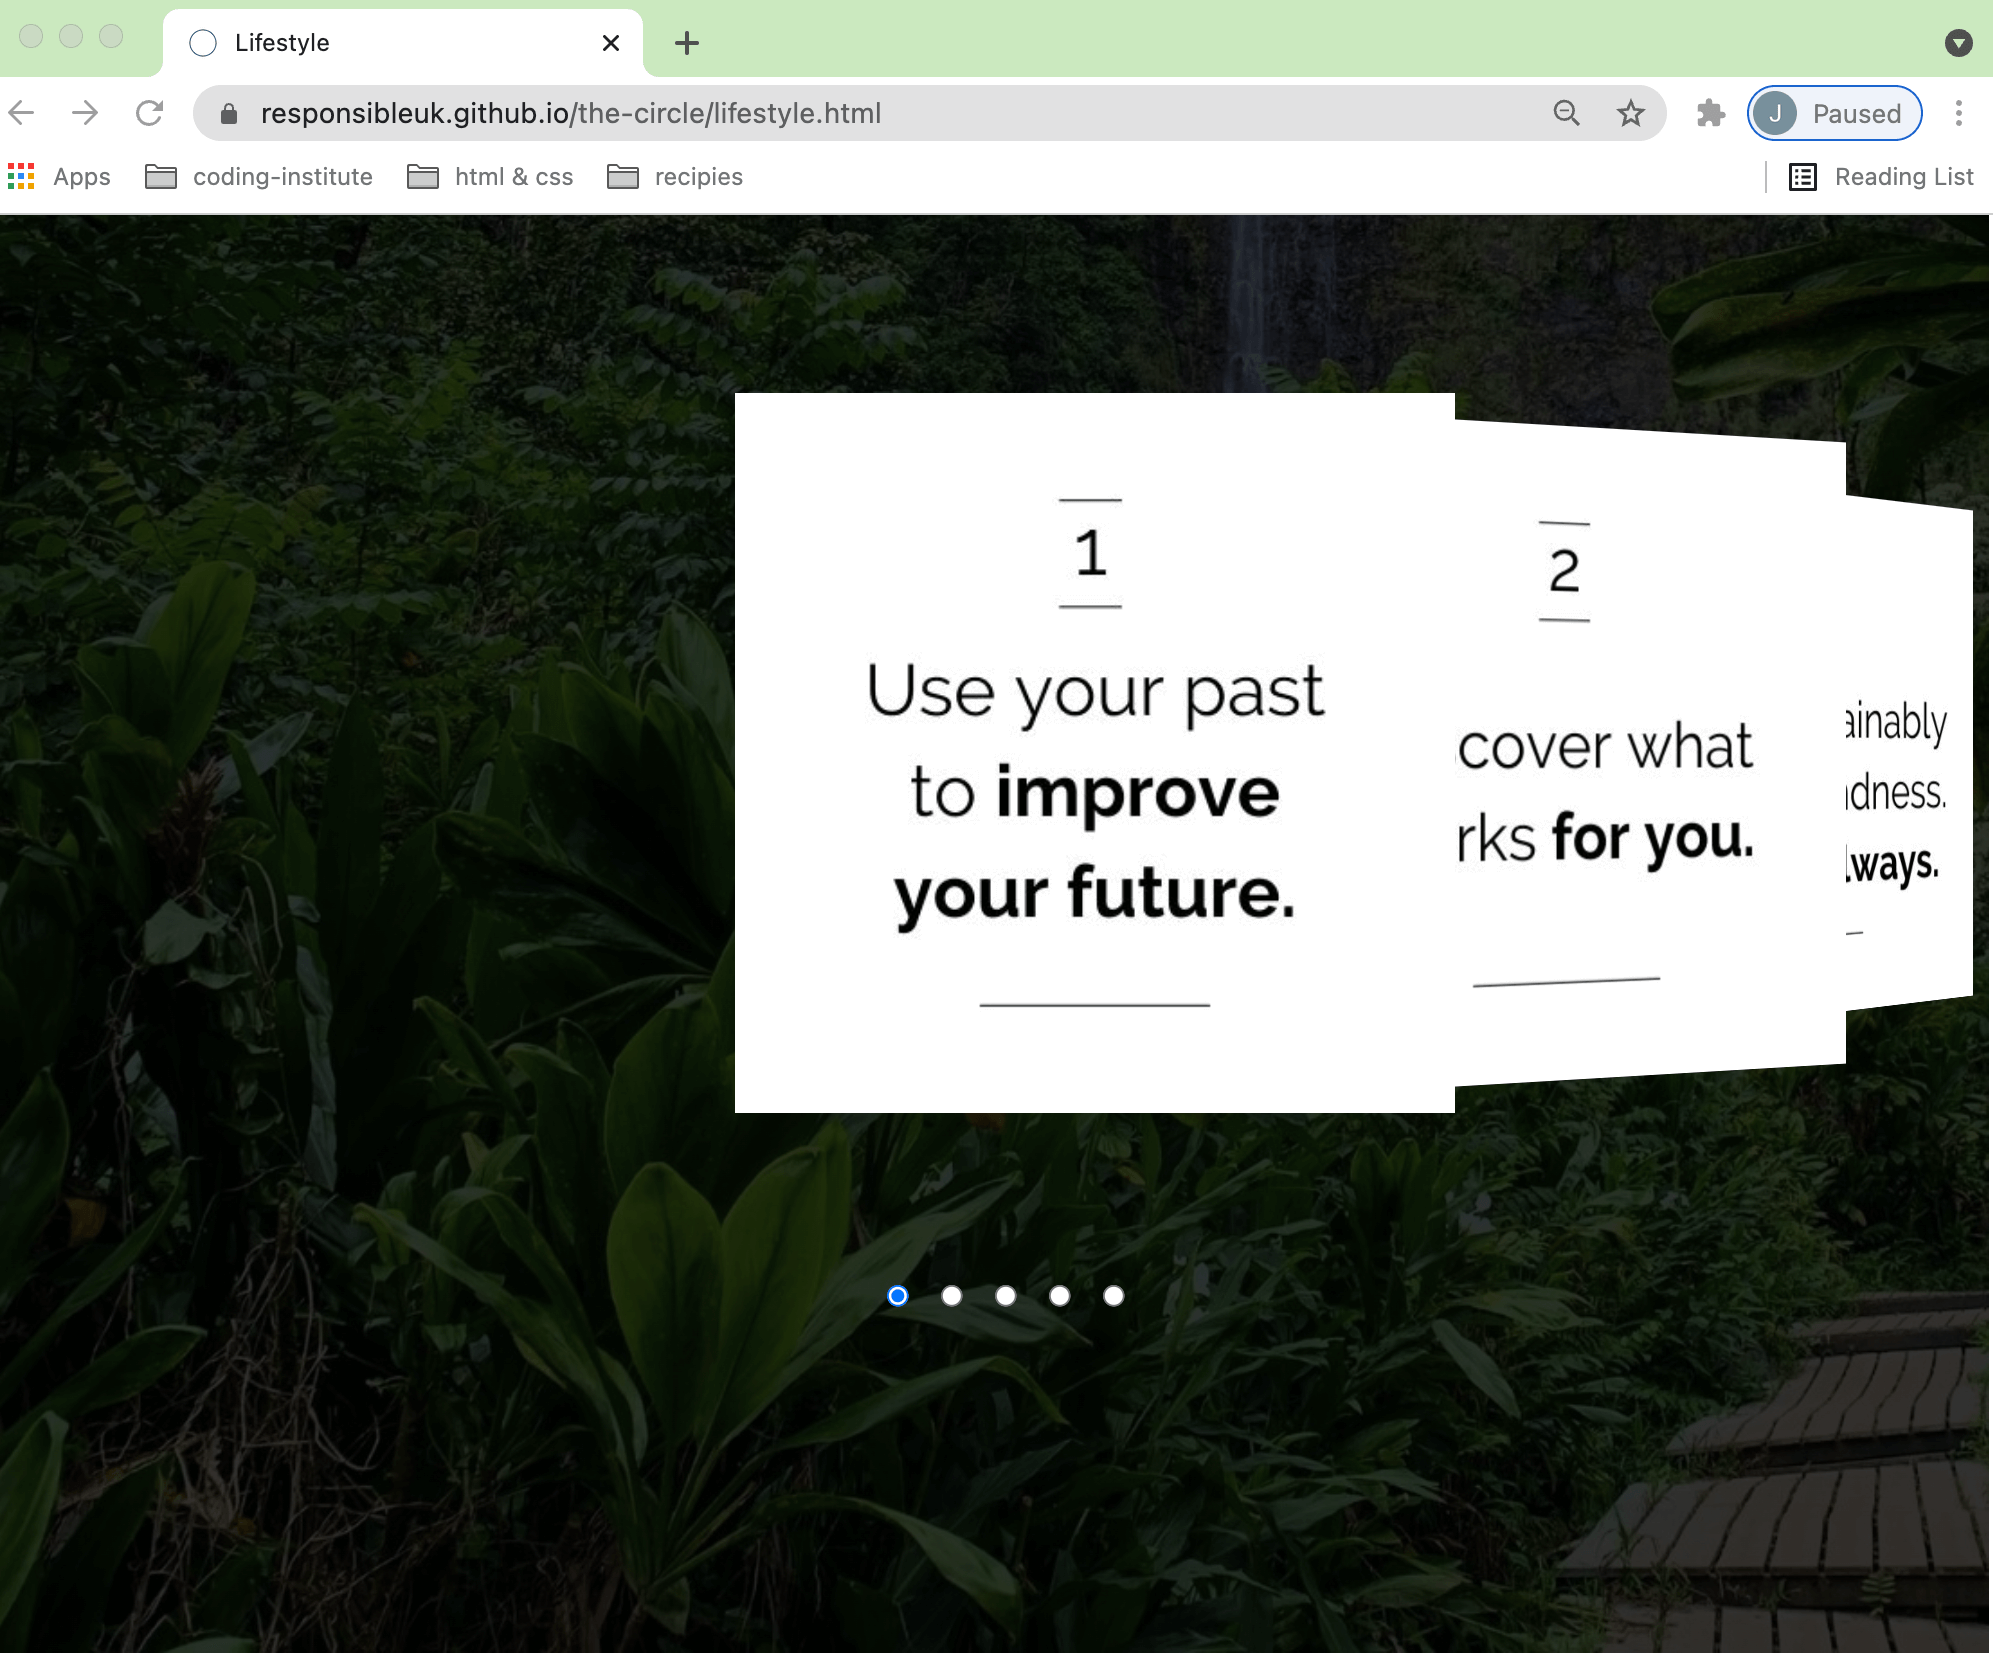 Lifestyle
responsibleuk.github.io/the-circle/lifestyle.html
J Paused
Apps coding-institute html & css recipies Reading List
1
Use your past
to improve
your future.
2
cover what
rks for you.
ainably
dness.
lways.